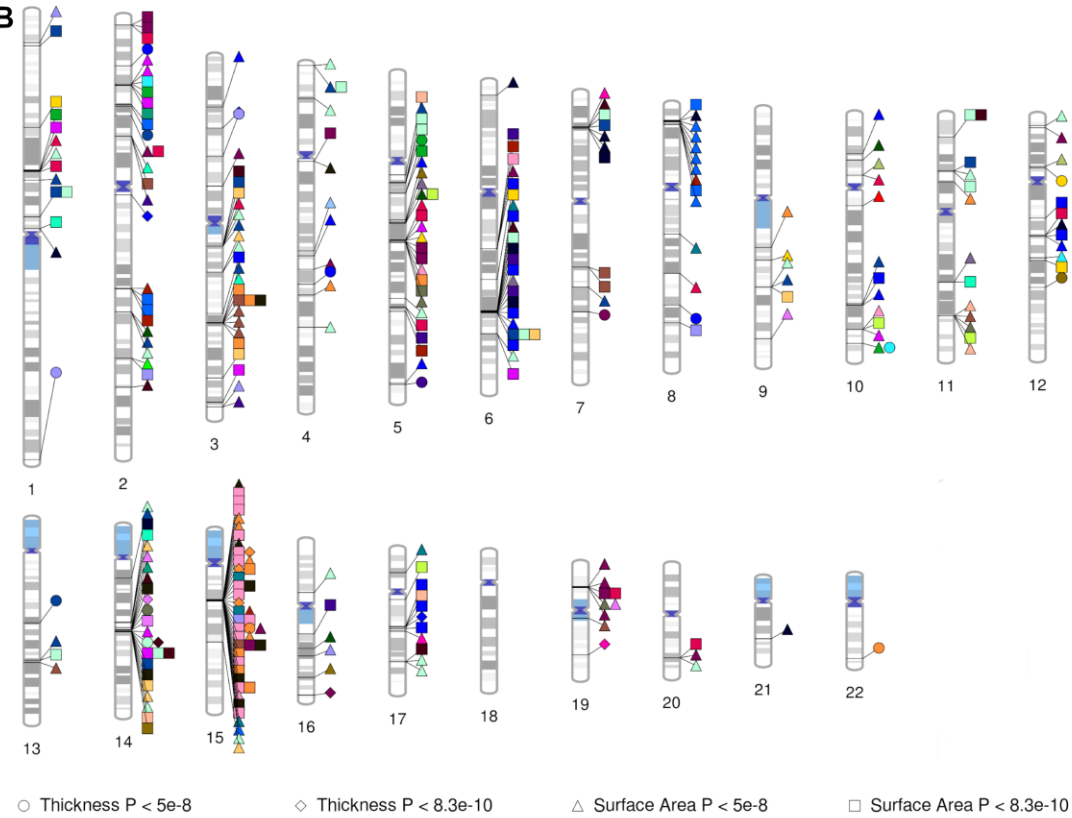 B
1 2 3 4 5 6 7 8 9 10 11 12
13 14 15 16 17 18 19 20 21 22
Thickness P < 5e-8 Thickness P < 8.3e-10 Surface Area P < 5e-8 Surface Area P < 8.3e-10